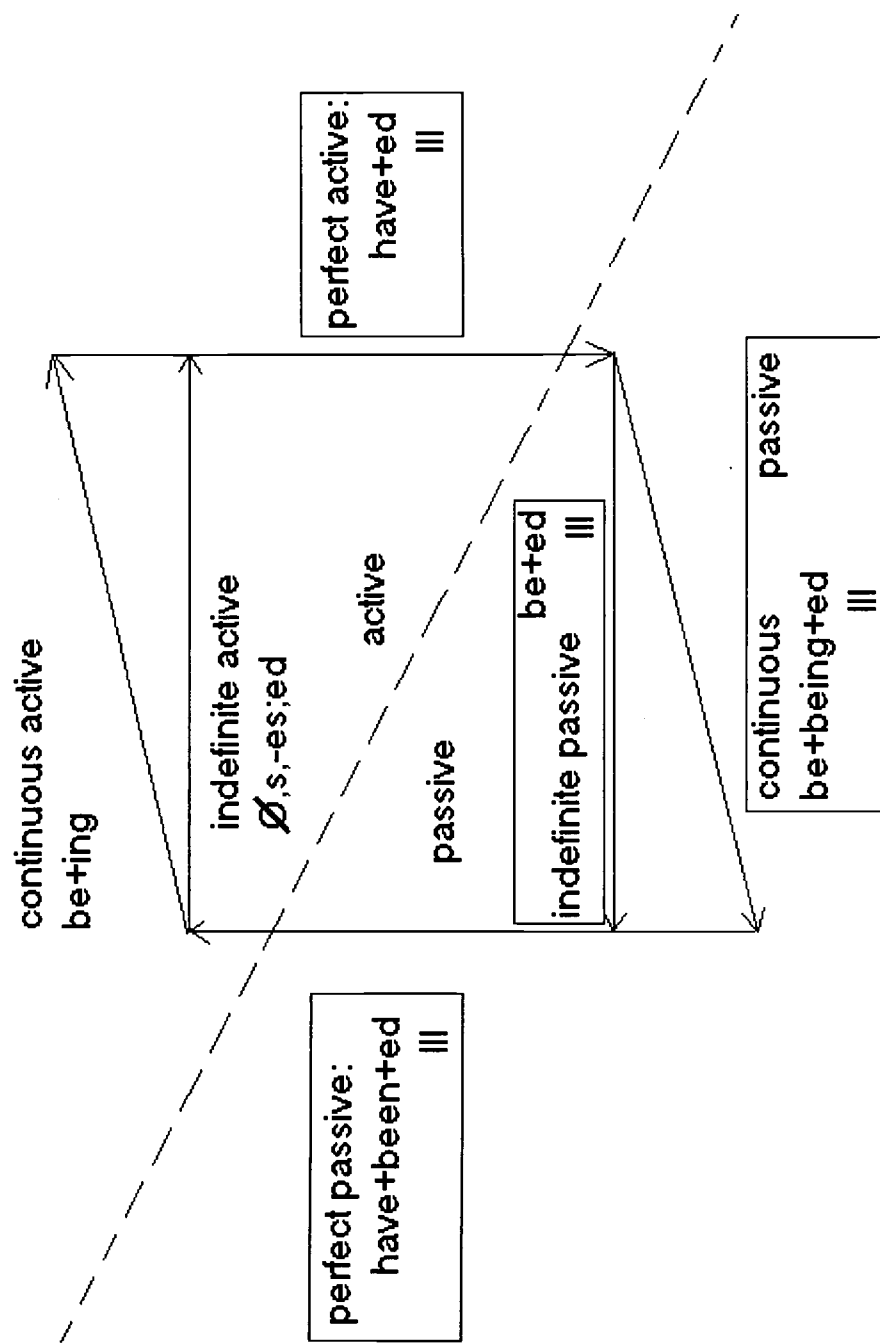 continuous active
be+ing
perfect passive:
have+been+ed
III
indefinite active
Ø,s,-es;ed
active
passive
perfect active:
have+ed
III
be+ed
indefinite passive III
continuous passive
be+being+ed
III